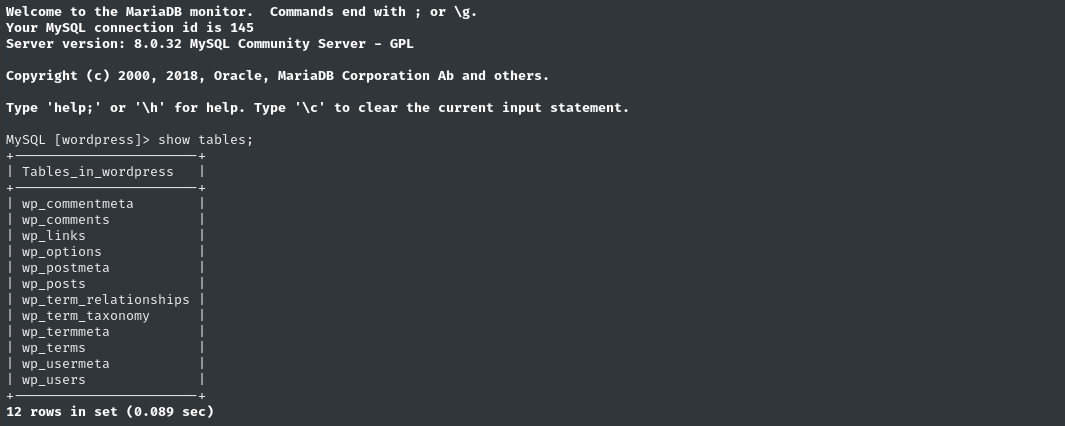 Welcome to the MariaDB monitor.  Commands end with ; or \g.
Your MySQL connection id is 145
Server version: 8.0.32 MySQL Community Server - GPL
Copyright (c) 2000, 2018, Oracle, MariaDB Corporation Ab and others.
Type 'help;' or '\h' for help. Type '\c' to clear the current input statement.
MySQL [wordpress]> show tables;
+-----------------------+
| Tables_in_wordpress   |
+-----------------------+
| wp_commentmeta        |
| wp_comments           |
| wp_links              |
| wp_options            |
| wp_postmeta           |
| wp_posts              |
| wp_term_relationships |
| wp_term_taxonomy      |
| wp_termmeta           |
| wp_terms              |
| wp_usermeta           |
| wp_users              |
+-----------------------+
12 rows in set (0.089 sec)